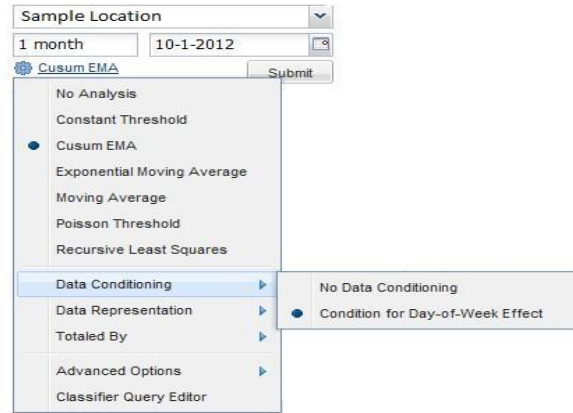 Sample Location
1 month 10-1-2012
Cusum EMA Submit
No Analysis
Constant Threshold
Cusum EMA
Exponential Moving Average
Moving Average
Poisson Threshold
Recursive Least Squares
Data Conditioning
No Data Conditioning
Data Representation
Condition for Day-of-Week Effect
Totaled By
Advanced Options
Classifier Query Editor